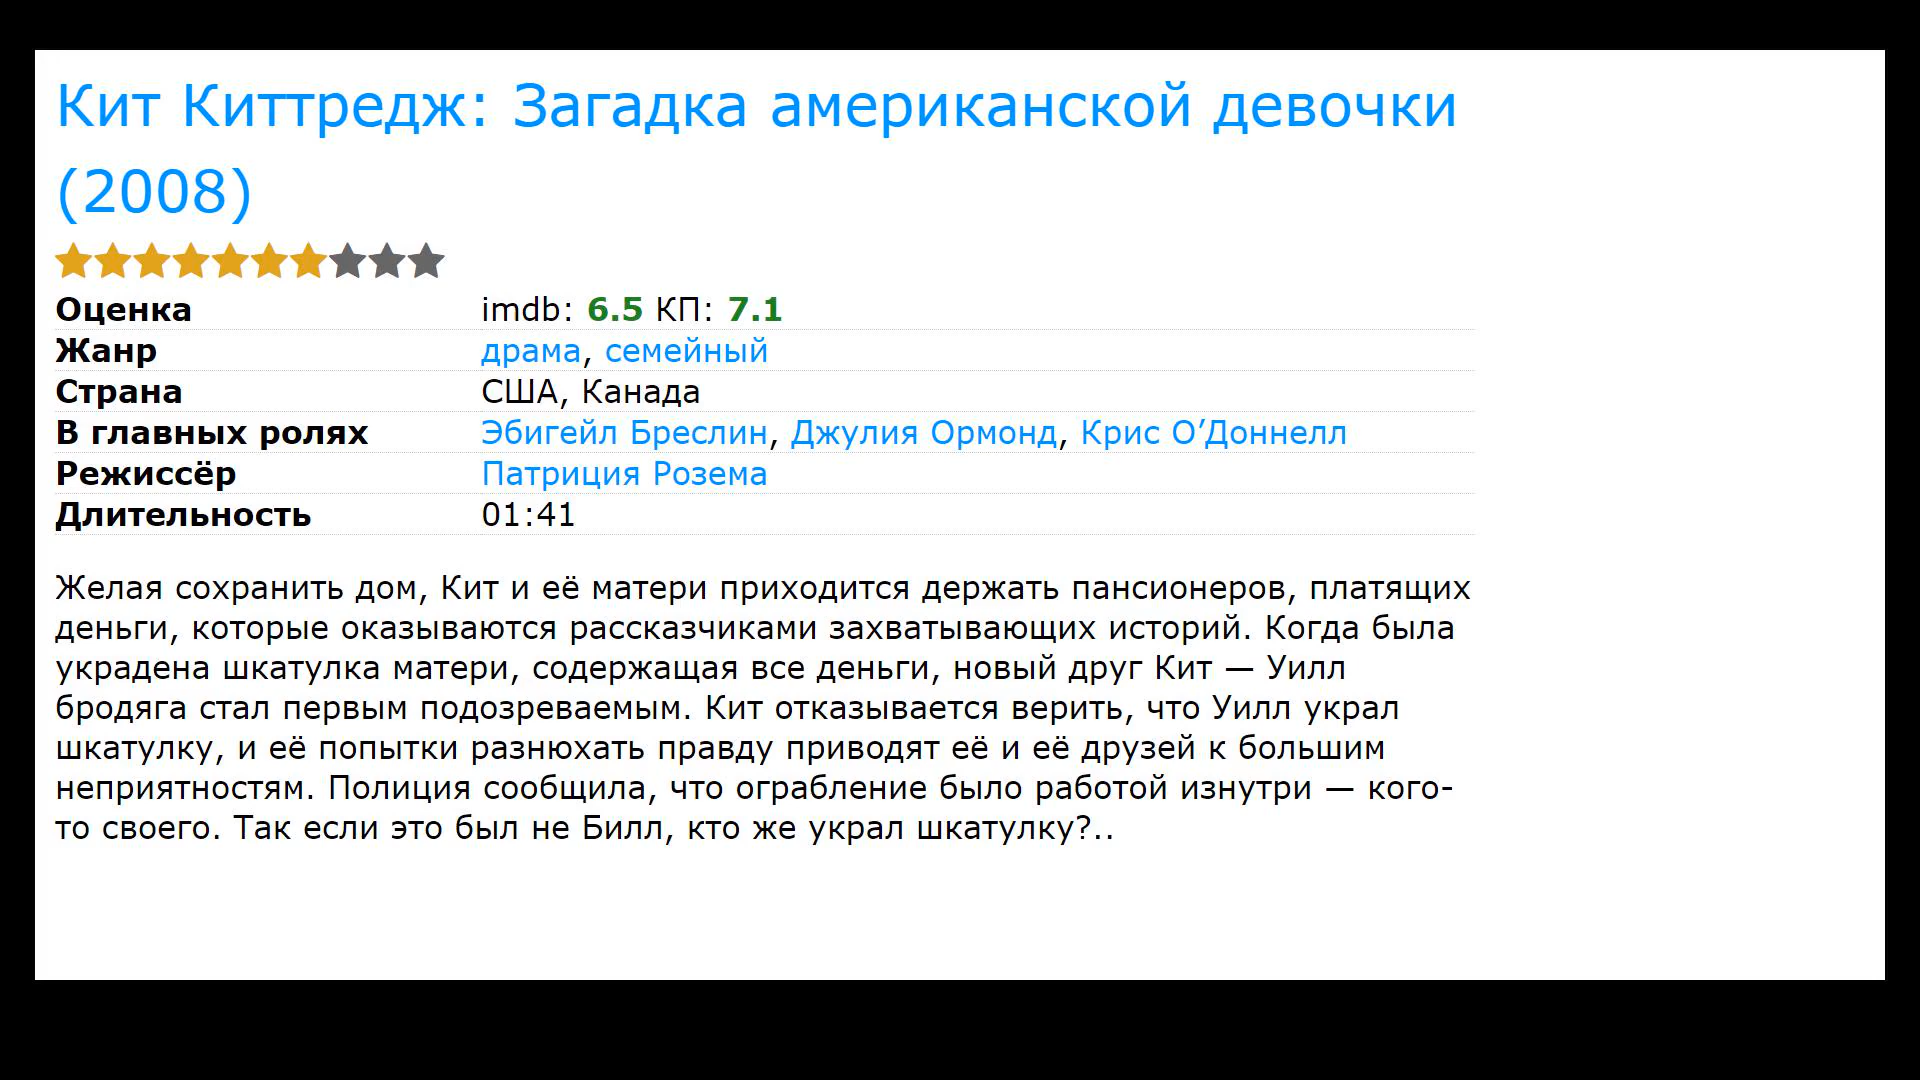 Кит Киттредж: Загадка американской девочки
(2008)
Оценка imdb: 6.5 КП: 7.1
Жанр драма, семейный
Страна США, Канада
В главных ролях Эбигейл Бреслин, Джулия Ормонд, Крис О’Доннелл
Режиссёр Патриция Розема
Длительность 01:41
Желая сохранить дом, Кит и её матери приходится держать пансионеров, платящих
деньги, которые оказываются рассказчиками захватывающих историй. Когда была
украдена шкатулка матери, содержащая все деньги, новый друг Кит — Уилл
бродяга стал первым подозреваемым. Кит отказывается верить, что Уилл украл
шкатулку, и её попытки разнюхать правду приводят её и её друзей к большим
неприятностям. Полиция сообщила, что ограбление было работой изнутри — кого-
то своего. Так если это был не Билл, кто же украл шкатулку?..